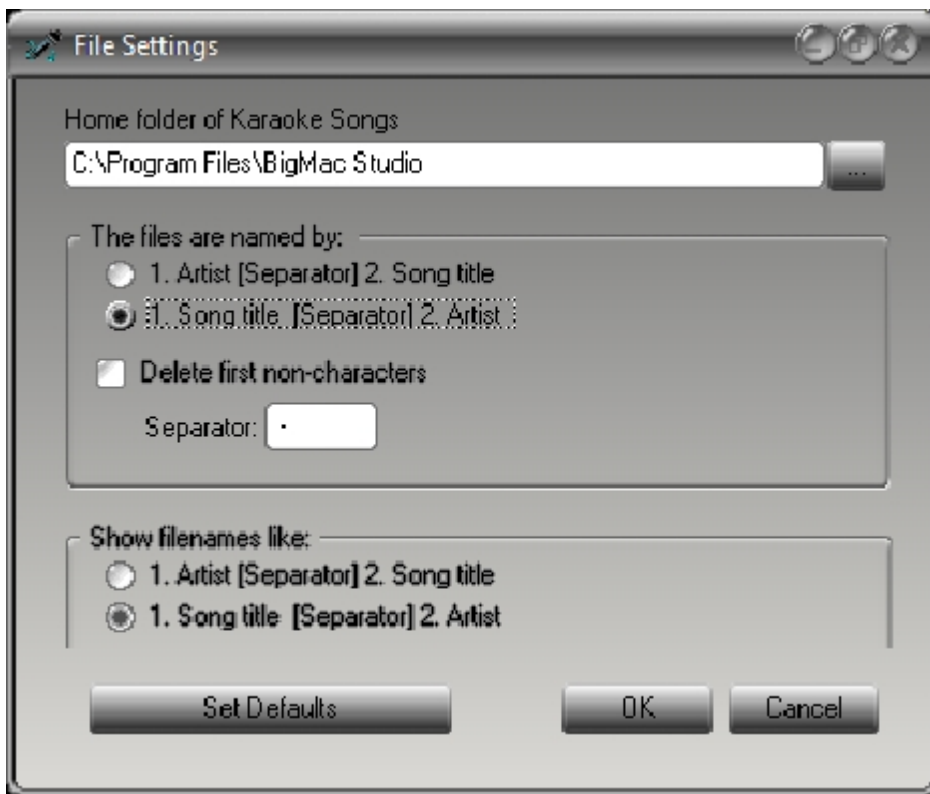 File Settings
Home folder of Karaoke Songs
C:\Program Files\BigMac Studio
...
The files are named by:
1. Artist [Separator] 2. Song title
1. Song title [Separator] 2. Artist
Delete first non-characters
Separator: -
Show filenames like:
1. Artist [Separator] 2. Song title
1. Song title [Separator] 2. Artist
Set Defaults
OK
Cancel